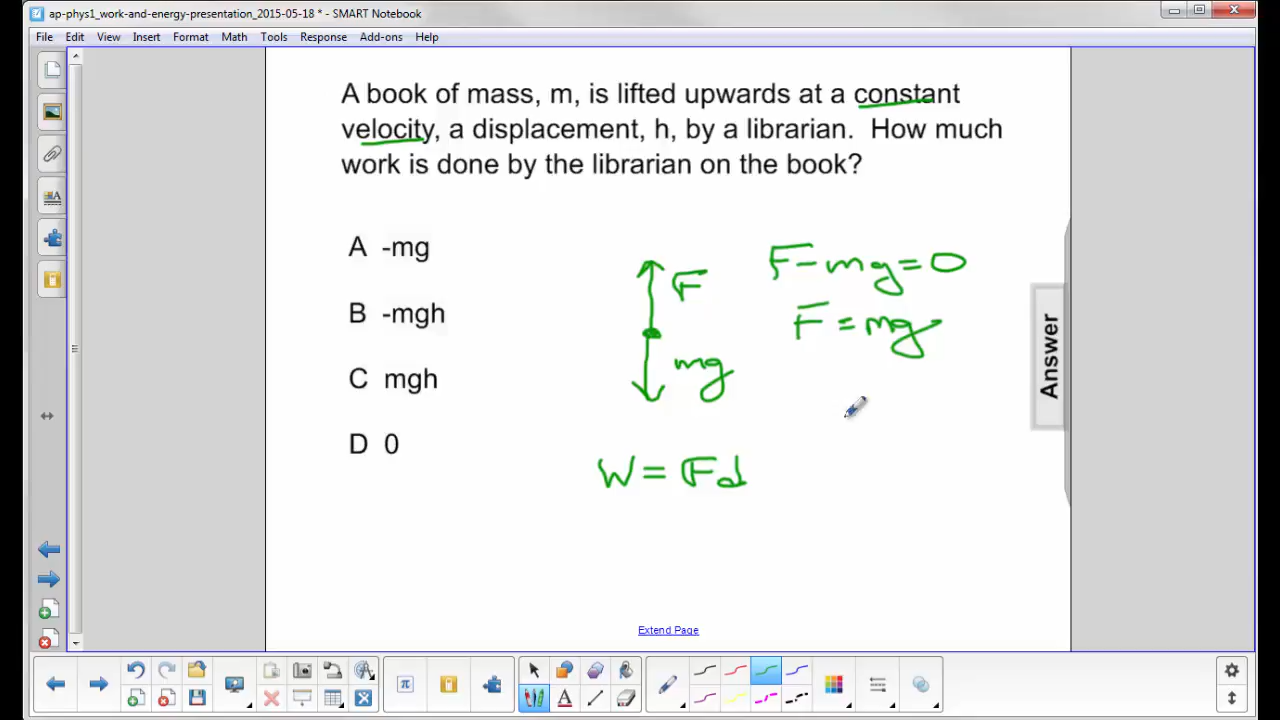 ap-phys1_work-and-energy-presentation_2015-05-18 * - SMART Notebook
File Edit View Insert Format Math Tools Response Add-ons Help
A book of mass, m, is lifted upwards at a constant
velocity, a displacement, h, by a librarian. How much
work is done by the librarian on the book?
A -mg
B -mgh
C mgh
D 0
F
mg
F-mg=0
F=mg
W=Fd
Answer
Extend Page